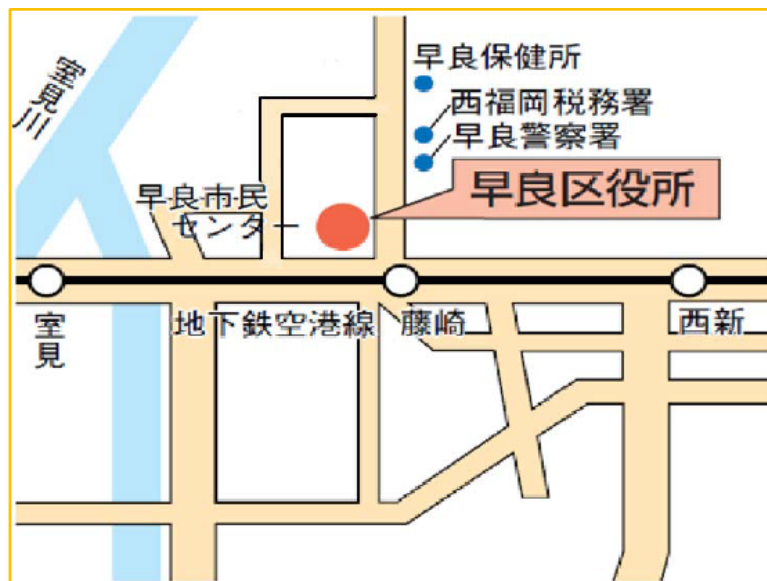 早良保健所
西福岡税務署
早良警察署
室見川
早良区役所
早良市民
センター
室見
地下鉄空港線
藤崎
西新